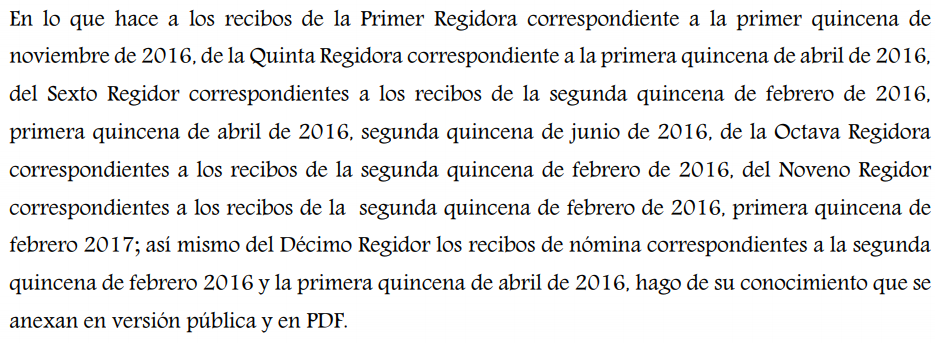 En lo que hace a los recibos de la Primer Regidora correspondiente a la primer quincena de
noviembre de 2016, de la Quinta Regidora correspondiente a la primera quincena de abril de 2016,
del Sexto Regidor correspondientes a los recibos de la segunda quincena de febrero de 2016,
primera quincena de abril de 2016, segunda quincena de junio de 2016, de la Octava Regidora
correspondientes a los recibos de la segunda quincena de febrero de 2016, del Noveno Regidor
correspondientes a los recibos de la  segunda quincena de febrero de 2016, primera quincena de
febrero 2017; así mismo del Décimo Regidor los recibos de nómina correspondientes a la segunda
quincena de febrero 2016 y la primera quincena de abril de 2016, hago de su conocimiento que se
anexan en versión pública y en PDF.